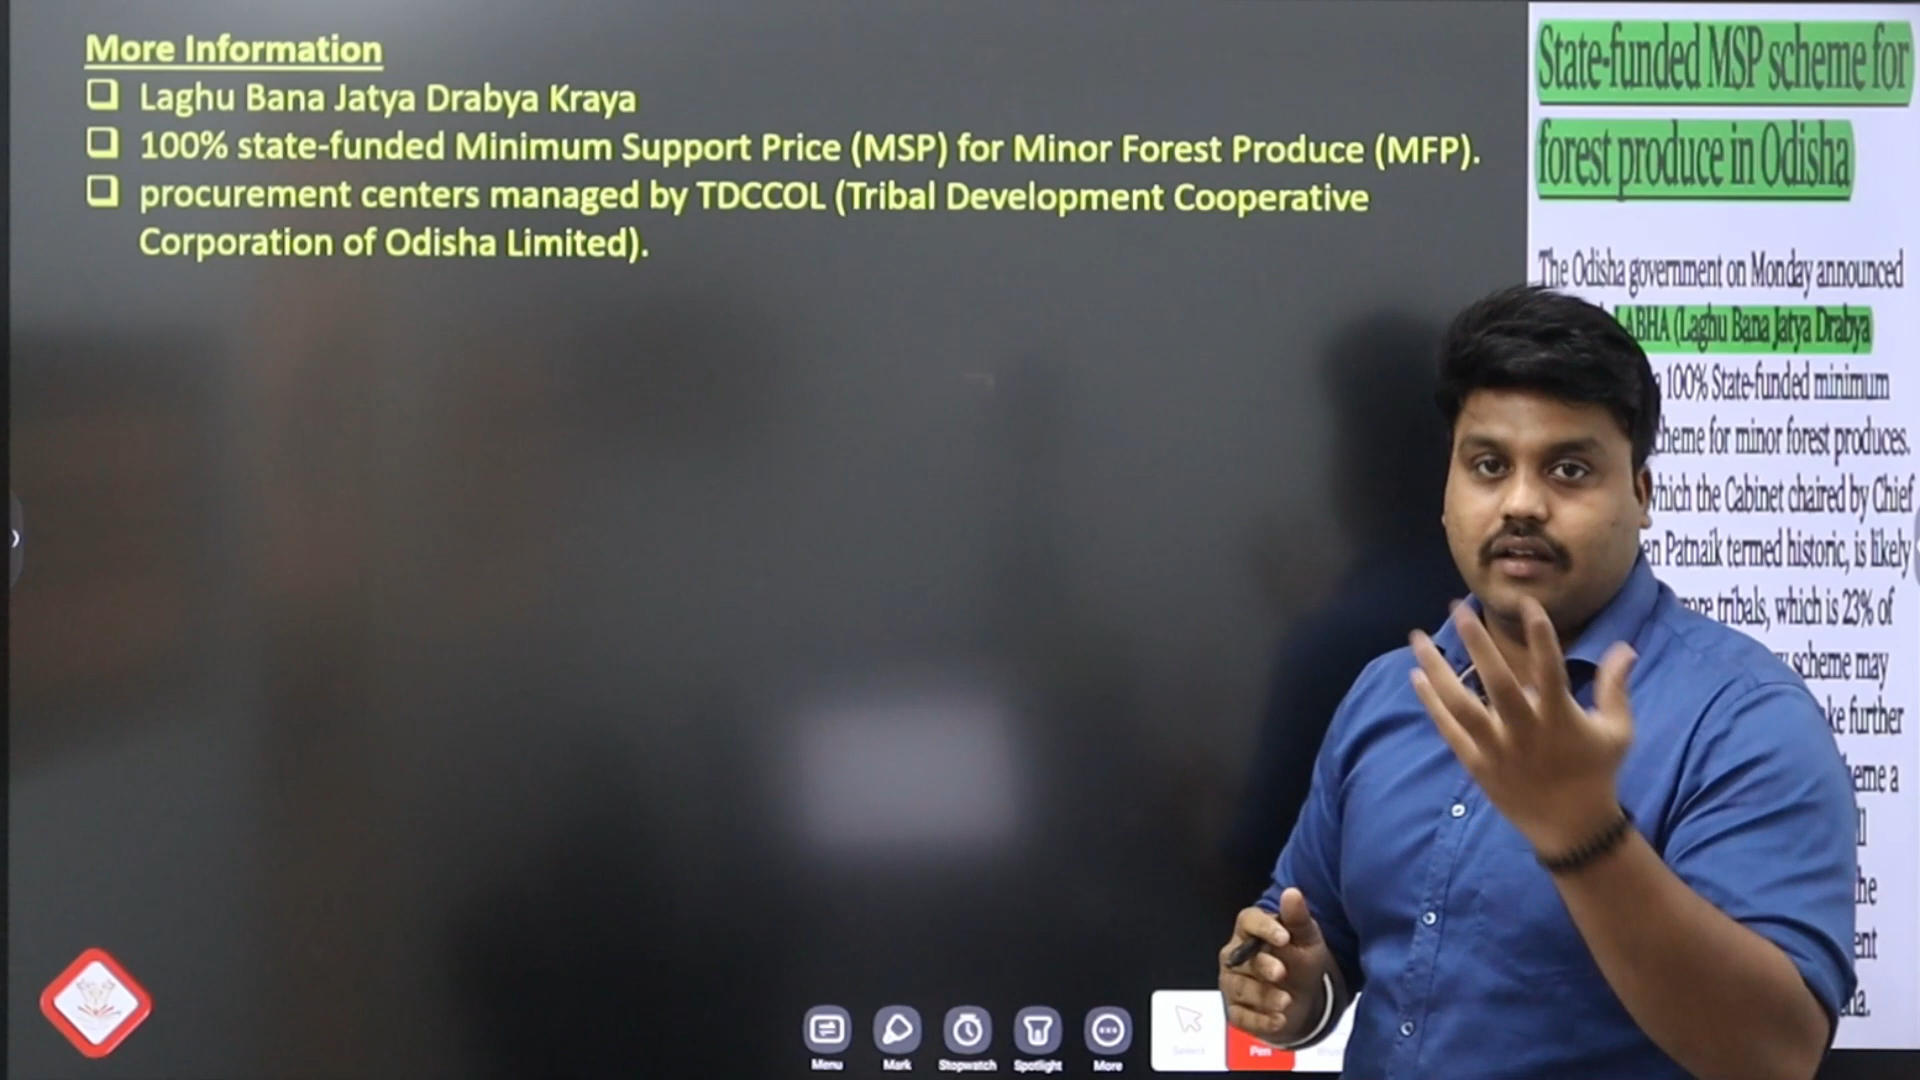 More Information
Laghu Bana Jatya Drabya Kraya
100% state-funded Minimum Support Price (MSP) for Minor Forest Produce (MFP).
procurement centers managed by TDCCOL (Tribal Development Cooperative
Corporation of Odisha Limited).
State-funded MSP scheme for
forest produce in Odisha
The Odisha government on Monday announced
ABHA (Laghu Bana Jatya Drabya
100% State-funded minimum
for minor forest produces.
which the Cabinet chaired by Chief
Patnaik termed historic, is likely
tribals, which is 23% of
scheme may
further
a
Menu
Mark
Stopwatch
Spotlight
More
Select
Pen